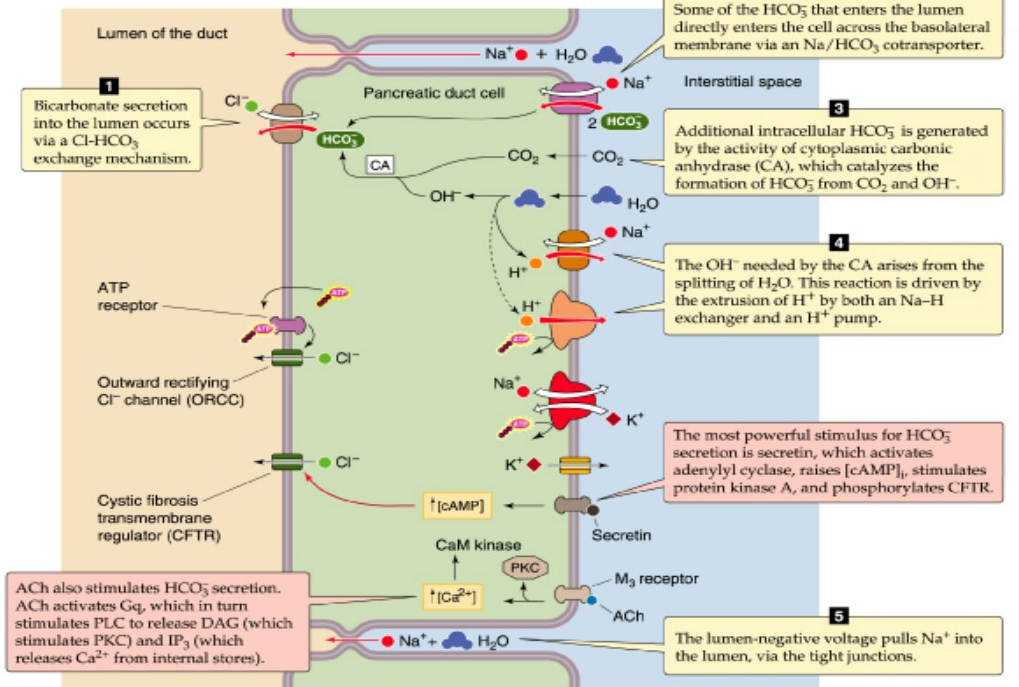 Some of the HCO₃⁻ that enters the lumen
directly enters the cell across the basolateral
membrane via an Na/HCO₃ cotransporter.
Lumen of the duct
Na⁺ + H₂O
Na⁺
Interstitial space
1
Bicarbonate secretion
into the lumen occurs
via a Cl-HCO₃
exchange mechanism.
Cl⁻
Pancreatic duct cell
HCO₃⁻
2 HCO₃⁻
3
Additional intracellular HCO₃⁻ is generated
by the activity of cytoplasmic carbonic
anhydrase (CA), which catalyzes the
formation of HCO₃⁻ from CO₂ and OH⁻.
CA
CO₂
CO₂
OH⁻
H₂O
Na⁺
H⁺
4
The OH⁻ needed by the CA arises from the
splitting of H₂O. This reaction is driven by
the extrusion of H⁺ by both an Na–H
exchanger and an H⁺ pump.
ATP
receptor
ATP
ATP
H⁺
ATP
Cl⁻
Outward rectifying
Cl⁻ channel (ORCC)
Na⁺
K⁺
ATP
The most powerful stimulus for HCO₃⁻
secretion is secretin, which activates
adenylyl cyclase, raises [cAMP]ᵢ, stimulates
protein kinase A, and phosphorylates CFTR.
K⁺
Cl⁻
Cystic fibrosis
transmembrane
regulator (CFTR)
↑[cAMP]
Secretin
CaM kinase
PKC
M₃ receptor
↑[Ca²⁺]
ACh
ACh also stimulates HCO₃⁻ secretion.
ACh activates Gq, which in turn
stimulates PLC to release DAG (which
stimulates PKC) and IP₃ (which
releases Ca²⁺ from internal stores).
Na⁺+ H₂O
5
The lumen-negative voltage pulls Na⁺ into
the lumen, via the tight junctions.